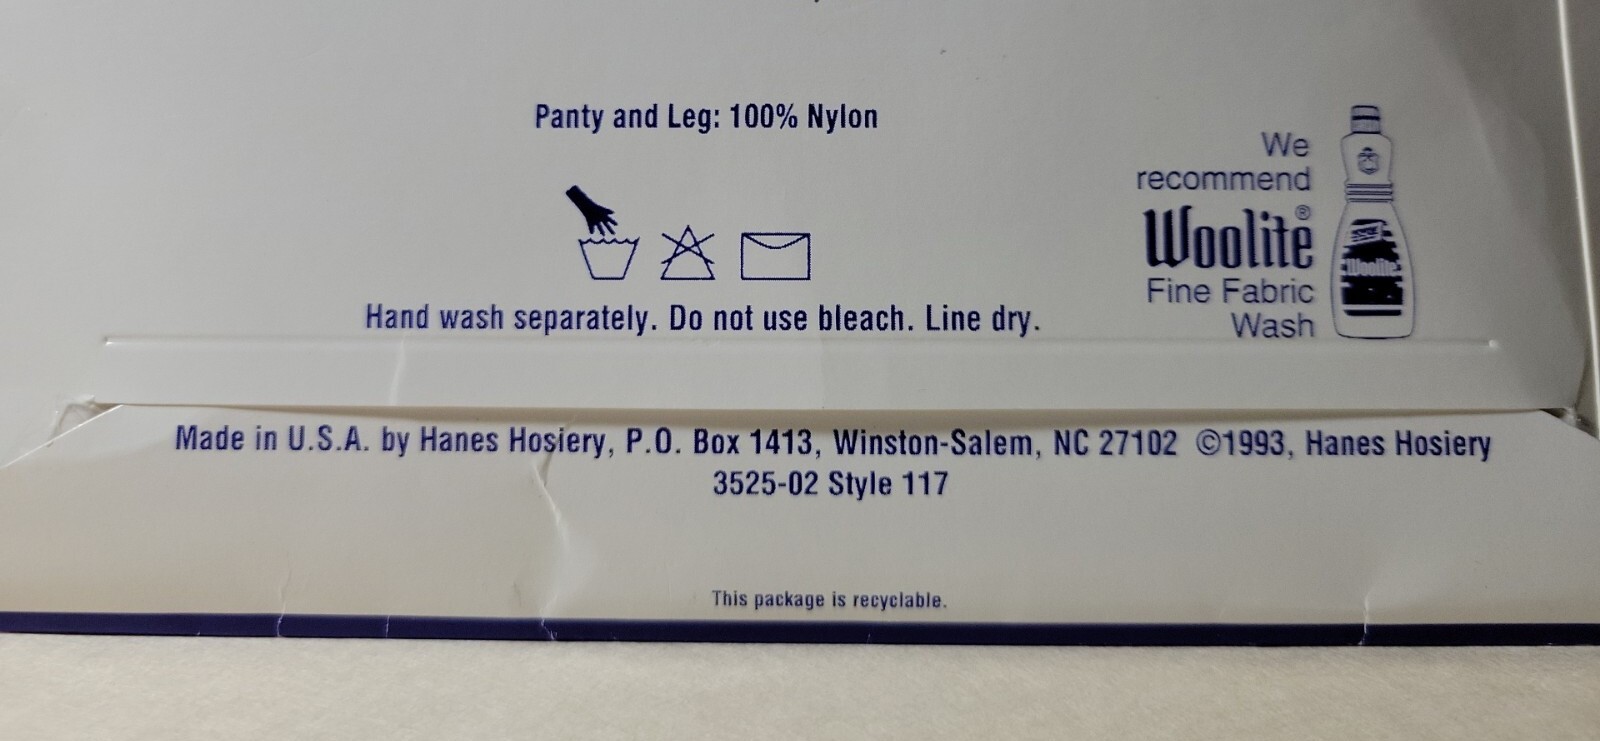 Panty and Leg: 100% Nylon
Hand wash separately. Do not use bleach. Line dry.
We
recommend
Woolite®
Fine Fabric
Wash
Woolite
Made in U.S.A. by Hanes Hosiery, P.O. Box 1413, Winston-Salem, NC 27102 ©1993, Hanes Hosiery
3525-02 Style 117
This package is recyclable.